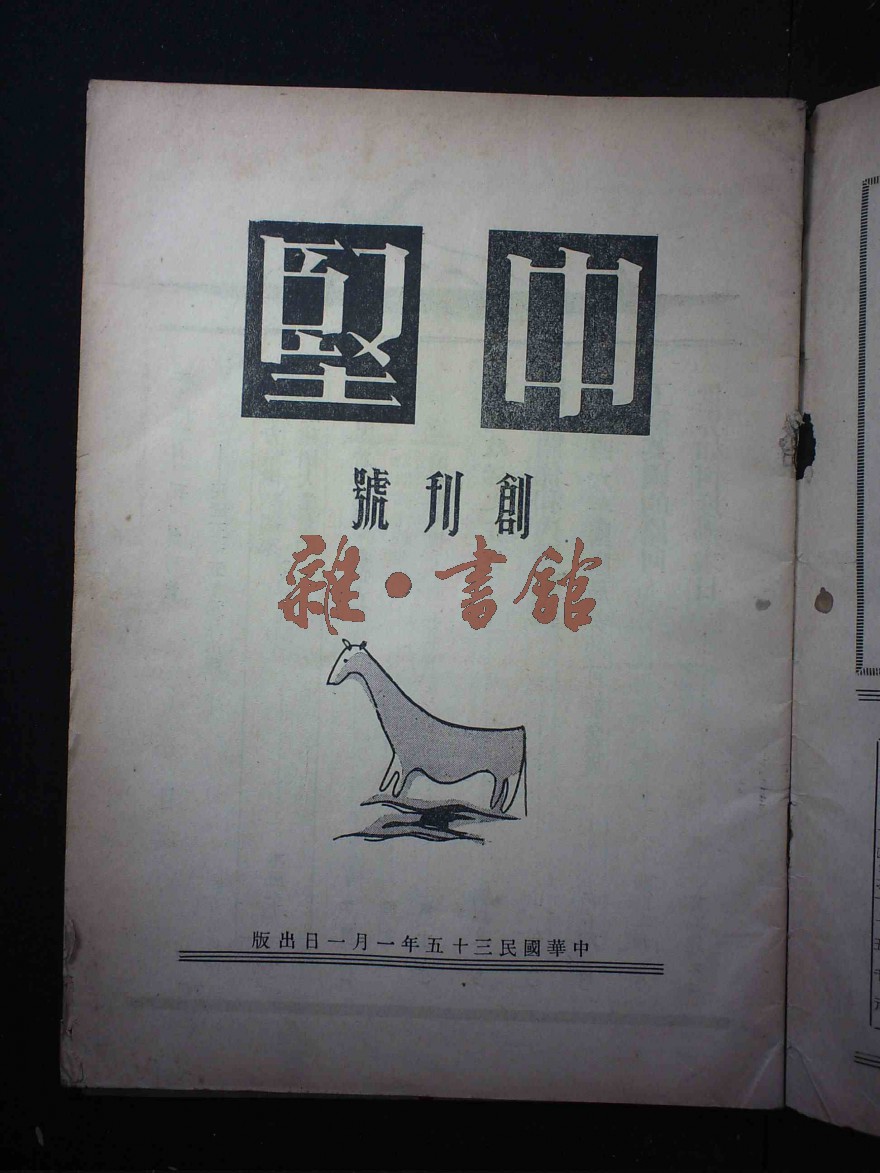 中堅
創刊號
雜·書館
中華國民三十五年一月一日出版